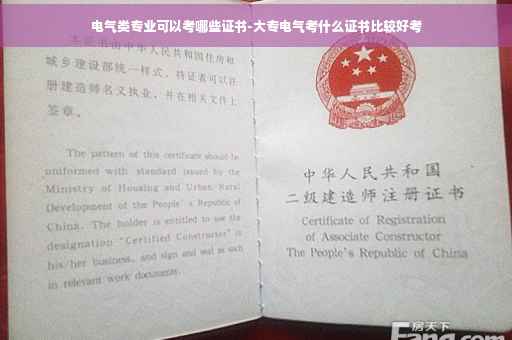 电气类专业可以考哪些证书-大专电气考什么证书比较好考
本证书由中华人民共和国住房和
城乡建设部统一样式，持证者可以注
册建造师名义执业，并在相关文件上
签章。
The pattern of this certificate should be
uniformed with standard issued by the
Ministry of Housing and Urban Rural
Development of the People's Republic of
China. The holder is entitled to use the
designation "Certified Constructor" in
his/her business, and sign and seal in such
in relevant work documents.
中华人民共和国
二级建造师注册证书
Certificate of Registration
of Associate Constructor
The People's Republic of China
房天下
Fang.com